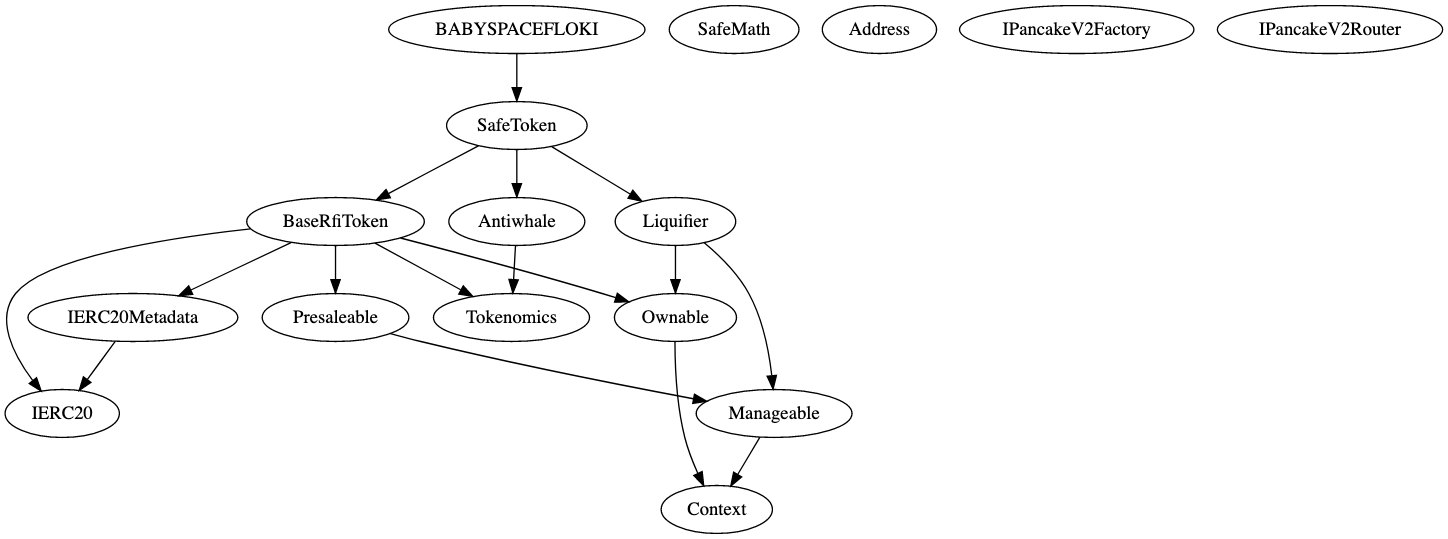 BABYSPACEFLOKI
SafeMath
Address
IPancakeV2Factory
IPancakeV2Router
SafeToken
BaseRfiToken
Antiwhale
Liquifier
IERC20Metadata
Presaleable
Tokenomics
Ownable
IERC20
Manageable
Context